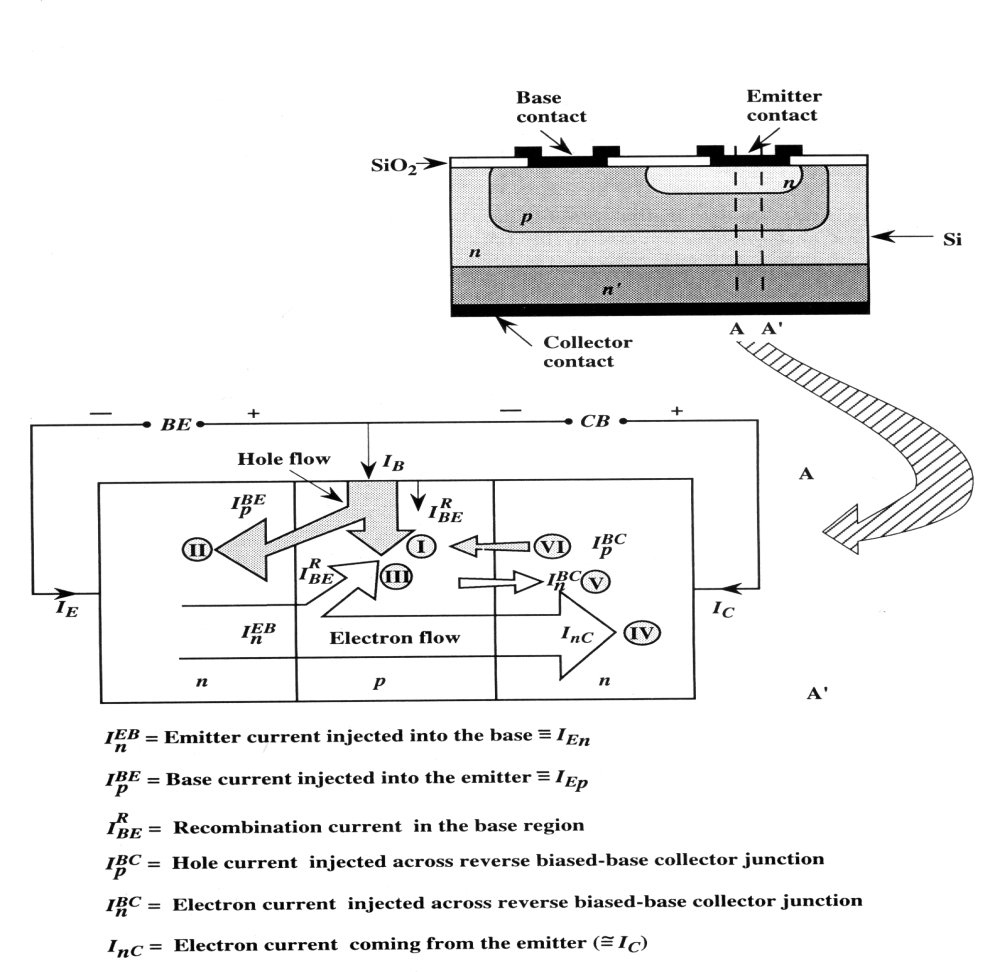 Base
contact
Emitter
contact
SiO₂
n
p
n
Si
n'
A A'
Collector
contact
— BE + — CB +
I_B
Hole flow
A
I_p^BE
I_BE^R
II
I
VI
I_p^BC
I_BE^R
III
I_n^BC
V
I_E
I_C
I_n^EB
Electron flow
I_nC
IV
n
p
n
A'
I_n^EB = Emitter current injected into the base ≡ I_En
I_p^BE = Base current injected into the emitter ≡ I_Ep
I_BE^R = Recombination current in the base region
I_p^BC = Hole current injected across reverse biased-base collector junction
I_n^BC = Electron current injected across reverse biased-base collector junction
I_nC = Electron current coming from the emitter (≅ I_C)